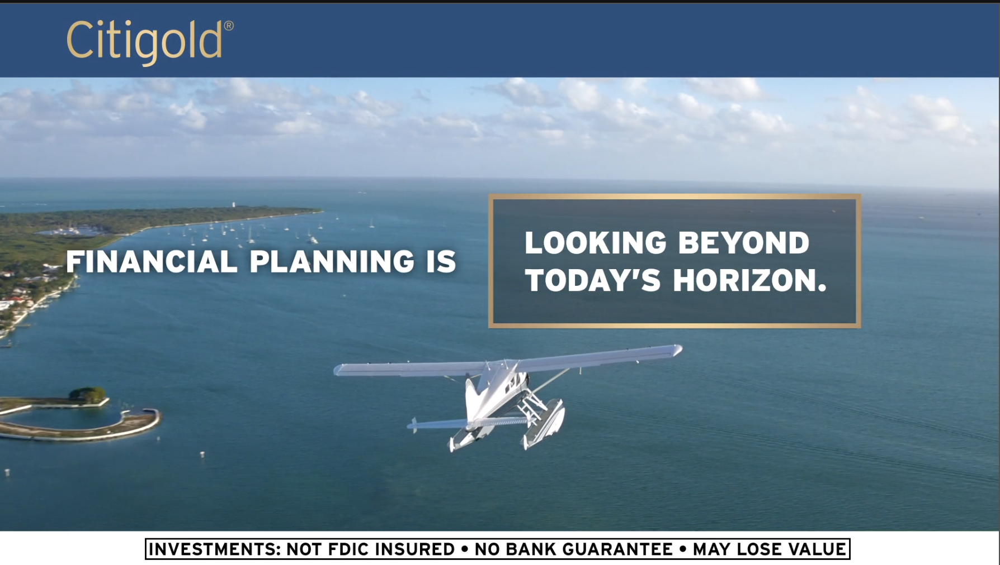 Citigold®
FINANCIAL PLANNING IS
LOOKING BEYOND
TODAY'S HORIZON.
INVESTMENTS: NOT FDIC INSURED • NO BANK GUARANTEE • MAY LOSE VALUE